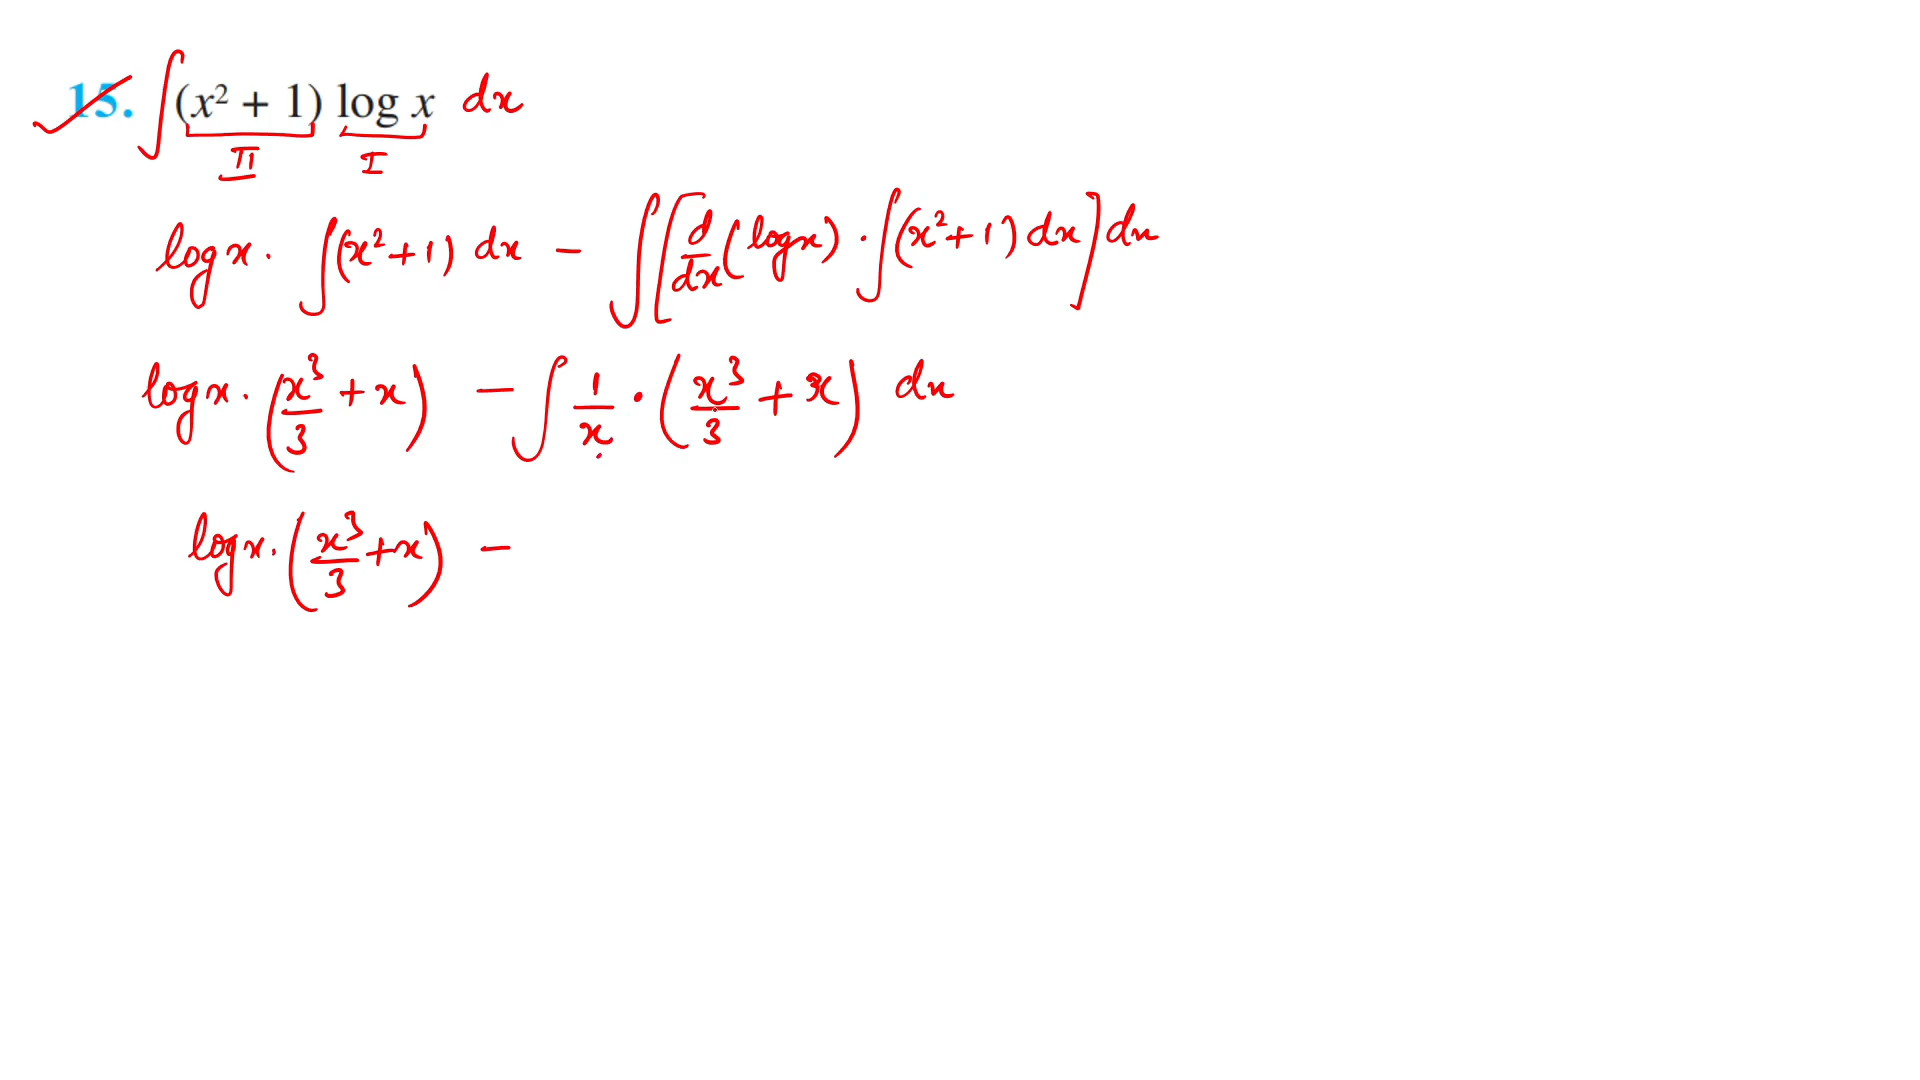 15. ∫(x² + 1) log x dx
II I
log x · ∫(x²+1) dx − ∫[d/dx (log x) · ∫(x²+1) dx] dx
log x · (x³/3 + x) − ∫ 1/x · (x³/3 + x) dx
log x · (x³/3 + x) −